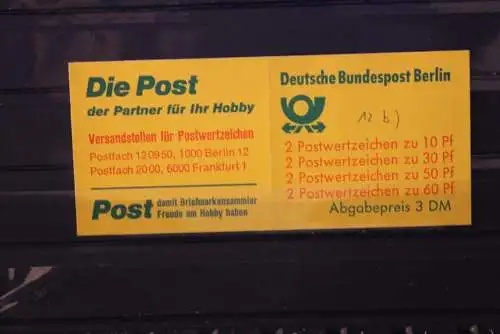 Die Post
der Partner für Ihr Hobby
Versandstellen für Postwertzeichen
Postfach 120950, 1000 Berlin 12
Postfach 2000, 6000 Frankfurt 1
Post damit Briefmarkensammler
Freude am Hobby haben
Deutsche Bundespost Berlin
12 b)
2 Postwertzeichen zu 10 Pf
2 Postwertzeichen zu 30 Pf
2 Postwertzeichen zu 50 Pf
2 Postwertzeichen zu 60 Pf
Abgabepreis 3 DM